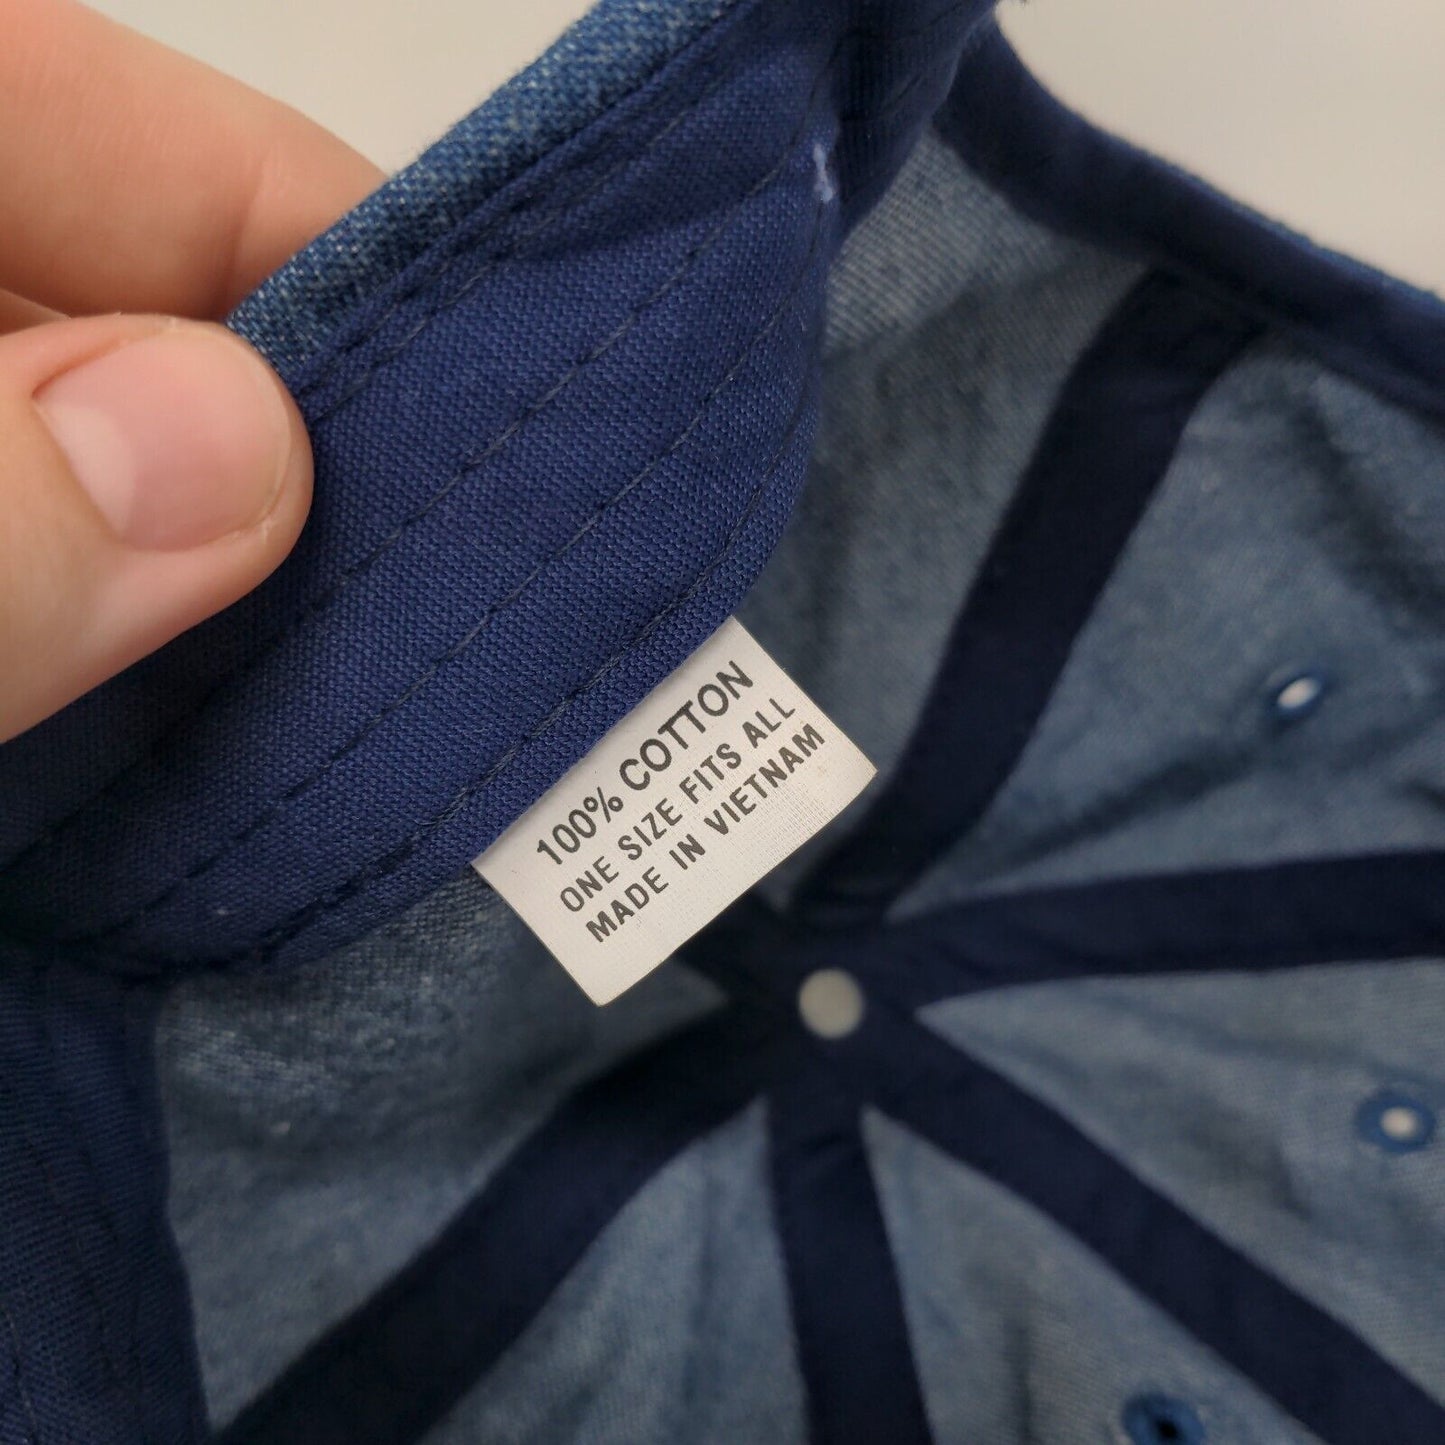 100% COTTON
ONE SIZE FITS ALL
MADE IN VIETNAM